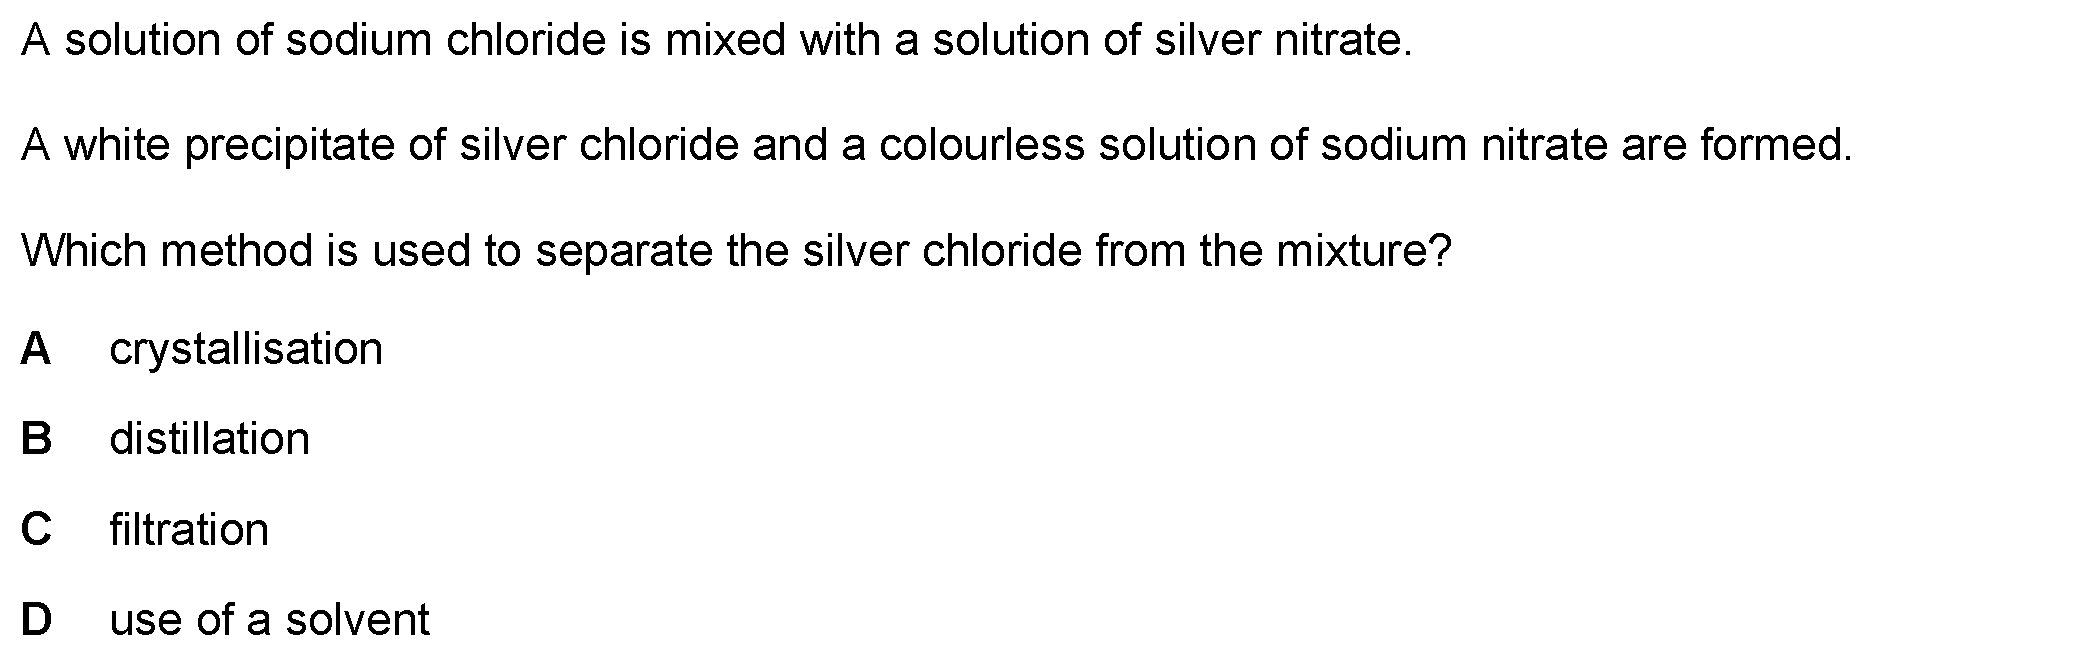 A solution of sodium chloride is mixed with a solution of silver nitrate.
A white precipitate of silver chloride and a colourless solution of sodium nitrate are formed.
Which method is used to separate the silver chloride from the mixture?
A crystallisation
B distillation
C filtration
D use of a solvent